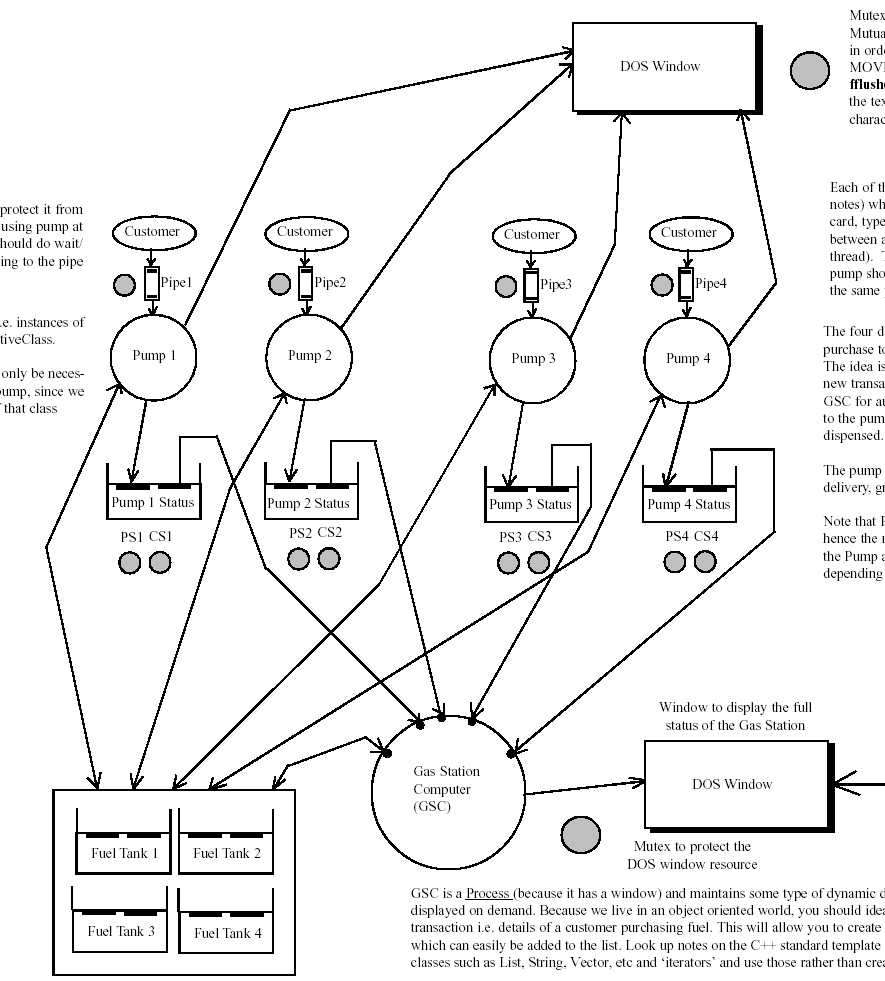 DOS Window
Mutex
Mutua
in orde
MOVE
fflush
the tex
charac
protect it from
using pump at
hould do wait/
ing to the pipe
.e. instances of
tiveClass.
only be neces-
pump, since we
f that class
Customer
Customer
Customer
Customer
Pipe1
Pipe2
Pipe3
Pipe4
Pump 1
Pump 2
Pump 3
Pump 4
Each of th
notes) wh
card, type
between a
thread). T
pump sho
the same p
The four d
purchase to
The idea is
new transa
GSC for au
to the pum
dispensed.
The pump
delivery, gr
Note that P
hence the n
the Pump a
depending
Pump 1 Status
Pump 2 Status
Pump 3 Status
Pump 4 Status
PS1 CS1
PS2 CS2
PS3 CS3
PS4 CS4
Window to display the full
status of the Gas Station
Gas Station
Computer
(GSC)
DOS Window
Mutex to protect the
DOS window resource
Fuel Tank 1
Fuel Tank 2
Fuel Tank 3
Fuel Tank 4
GSC is a Process (because it has a window) and maintains some type of dynamic d
displayed on demand. Because we live in an object oriented world, you should idea
transaction i.e. details of a customer purchasing fuel. This will allow you to create
which can easily be added to the list. Look up notes on the C++ standard template
classes such as List, String, Vector, etc and ‘iterators’ and use those rather than crea